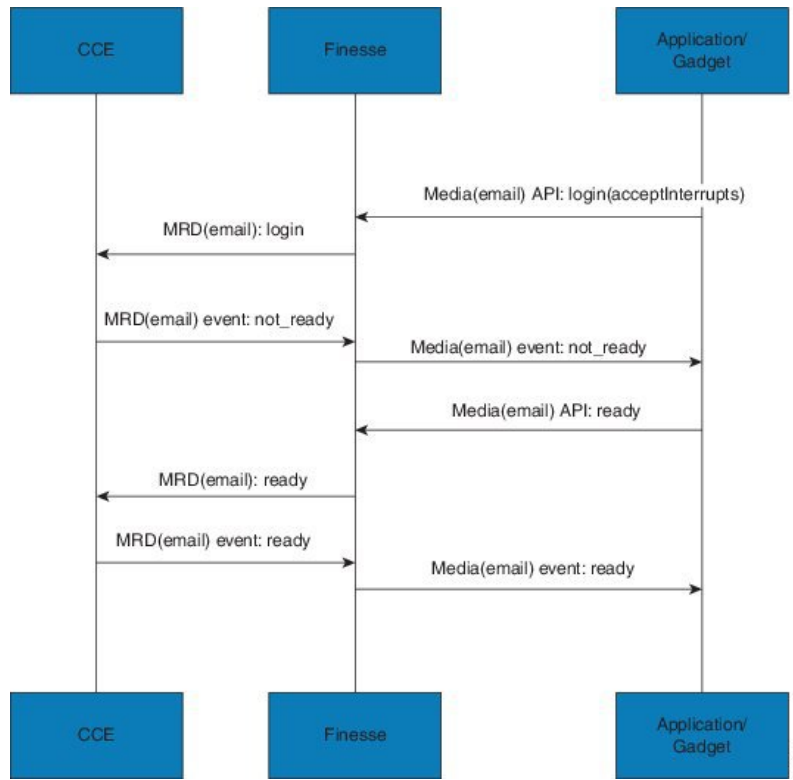 CCE
Finesse
Application/
Gadget
Media(email) API: login(acceptInterrupts)
MRD(email): login
MRD(email) event: not_ready
Media(email) event: not_ready
Media(email) API: ready
MRD(email): ready
MRD(email) event: ready
Media(email) event: ready
CCE
Finesse
Application/
Gadget